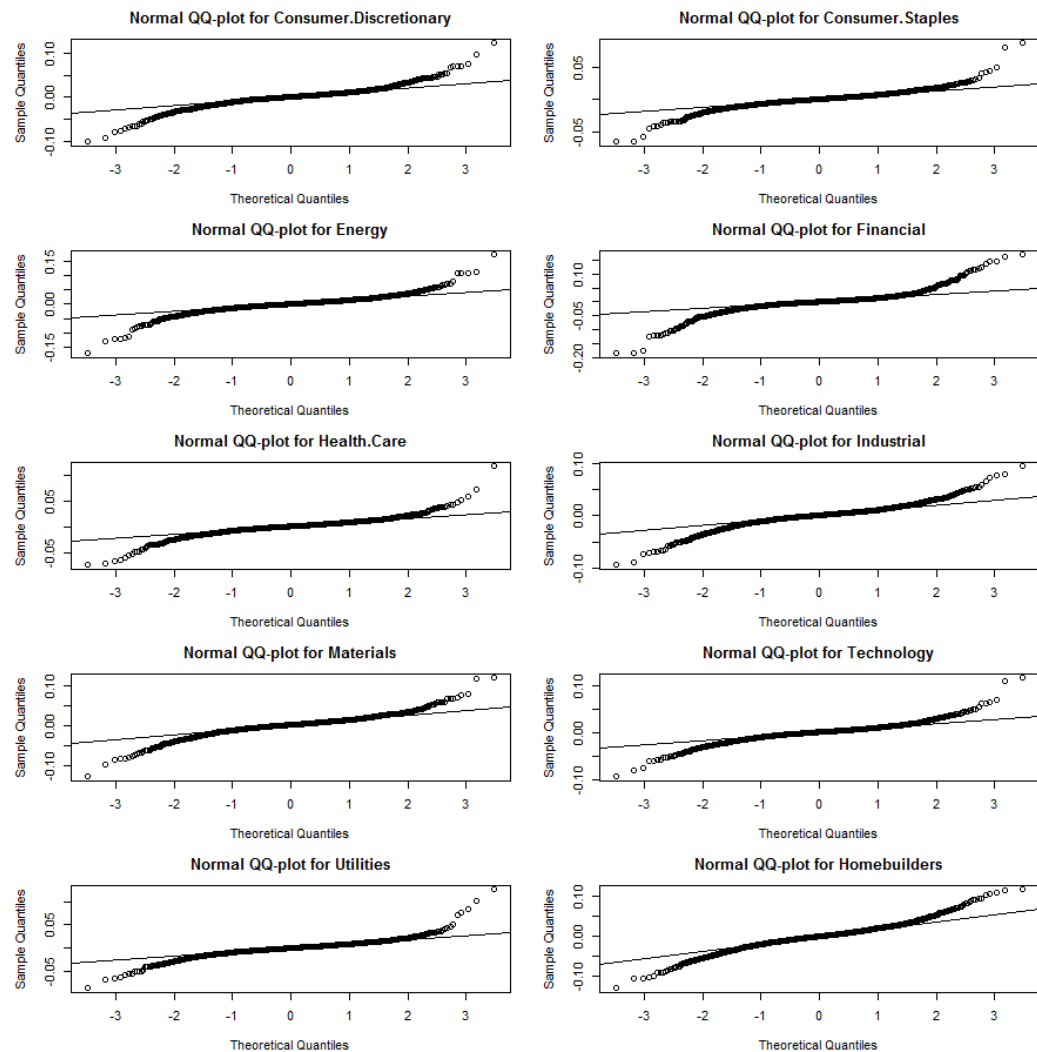 Normal QQ-plot for Consumer.Discretionary
Sample Quantiles
-0.10 0.00 0.10
-3 -2 -1 0 1 2 3
Theoretical Quantiles
Normal QQ-plot for Consumer.Staples
Sample Quantiles
-0.05 0.05
-3 -2 -1 0 1 2 3
Theoretical Quantiles
Normal QQ-plot for Energy
Sample Quantiles
-0.15 0.00 0.15
-3 -2 -1 0 1 2 3
Theoretical Quantiles
Normal QQ-plot for Financial
Sample Quantiles
-0.20 -0.05 0.10
-3 -2 -1 0 1 2 3
Theoretical Quantiles
Normal QQ-plot for Health.Care
Sample Quantiles
-0.05 0.05
-3 -2 -1 0 1 2 3
Theoretical Quantiles
Normal QQ-plot for Industrial
Sample Quantiles
-0.10 0.00 0.10
-3 -2 -1 0 1 2 3
Theoretical Quantiles
Normal QQ-plot for Materials
Sample Quantiles
-0.10 0.00 0.10
-3 -2 -1 0 1 2 3
Theoretical Quantiles
Normal QQ-plot for Technology
Sample Quantiles
-0.10 0.00 0.10
-3 -2 -1 0 1 2 3
Theoretical Quantiles
Normal QQ-plot for Utilities
Sample Quantiles
-0.05 0.05
-3 -2 -1 0 1 2 3
Theoretical Quantiles
Normal QQ-plot for Homebuilders
Sample Quantiles
-0.10 0.00 0.10
-3 -2 -1 0 1 2 3
Theoretical Quantiles